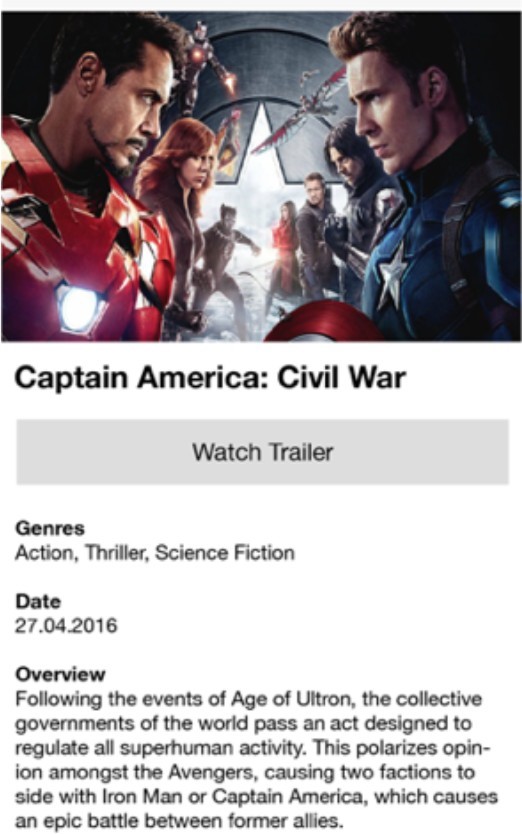 Captain America: Civil War
Watch Trailer
Genres
Action, Thriller, Science Fiction
Date
27.04.2016
Overview
Following the events of Age of Ultron, the collective
governments of the world pass an act designed to
regulate all superhuman activity. This polarizes opin-
ion amongst the Avengers, causing two factions to
side with Iron Man or Captain America, which causes
an epic battle between former allies.